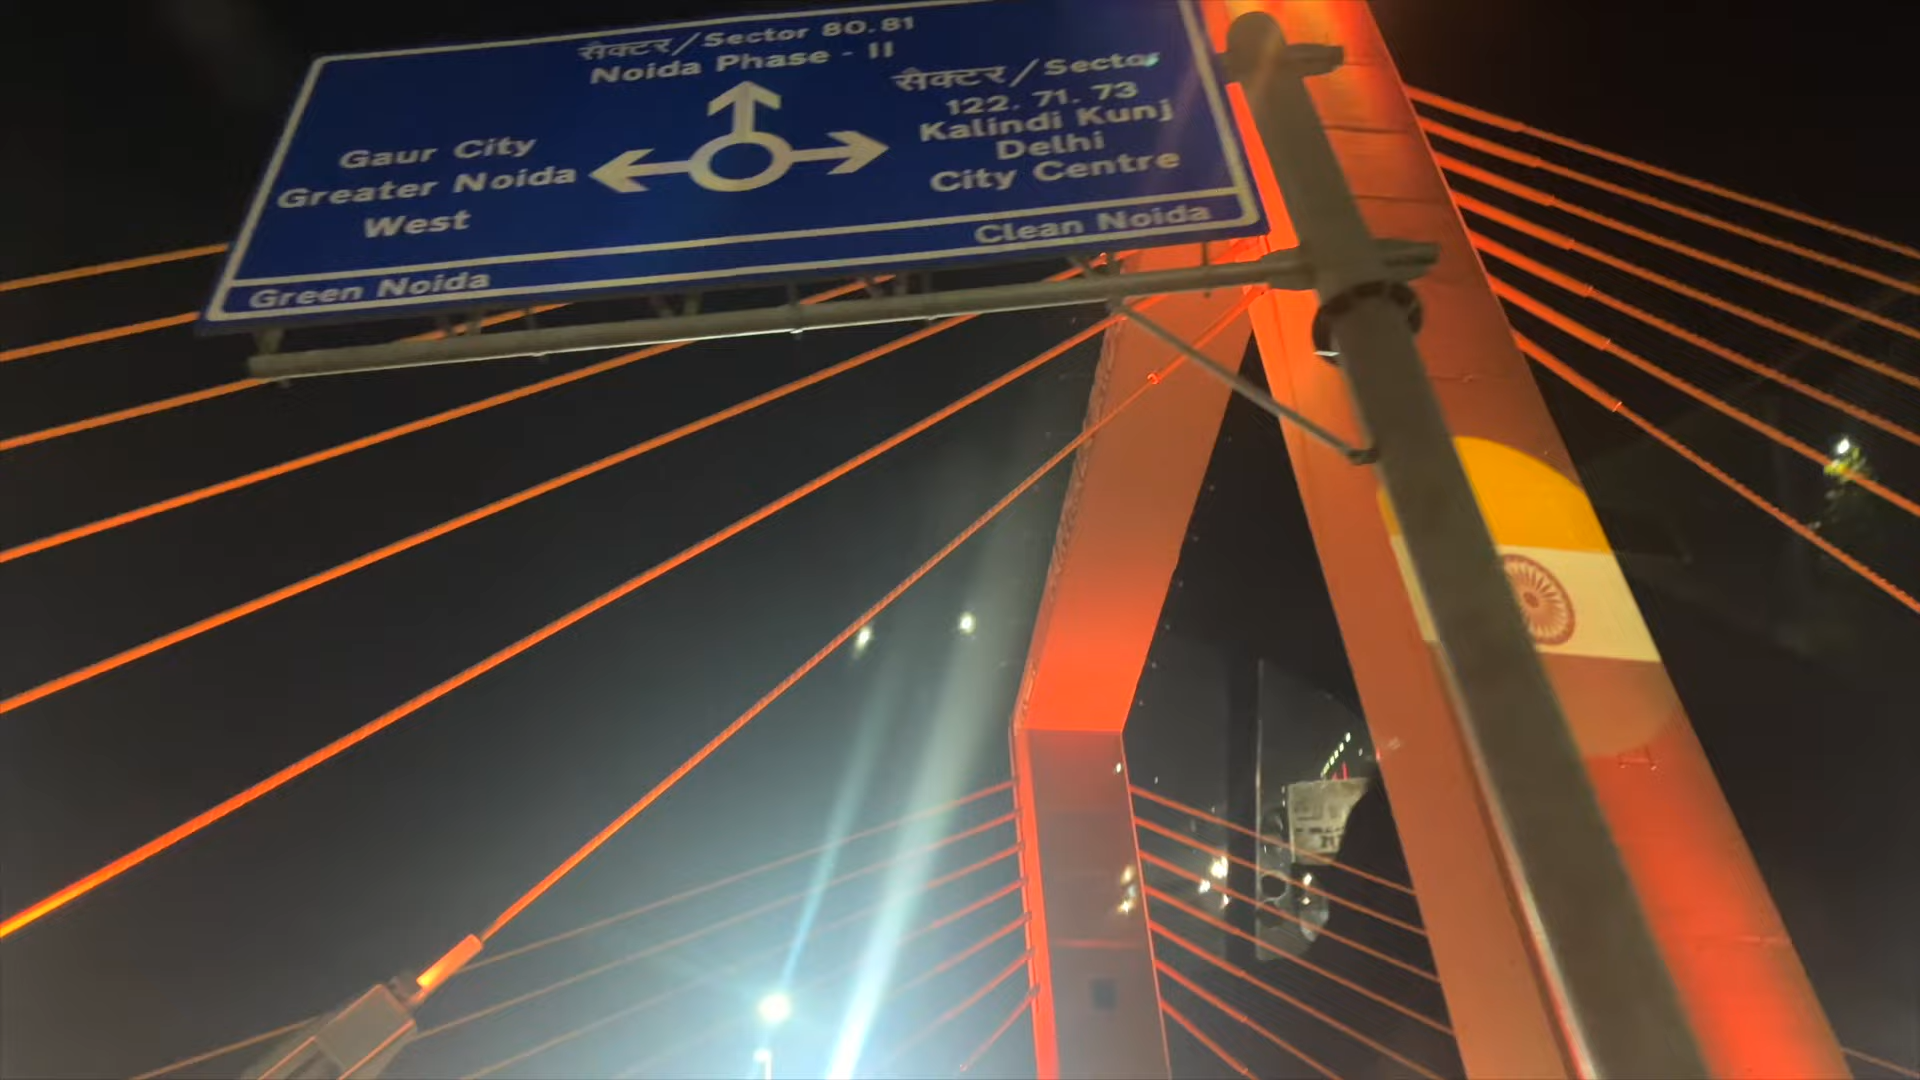 सैक्टर/Sector 80.81
Noida Phase - II
Gaur City
Greater Noida
West
सैक्टर/Sector
122. 71. 73
Kalindi Kunj
Delhi
City Centre
Green Noida
Clean Noida